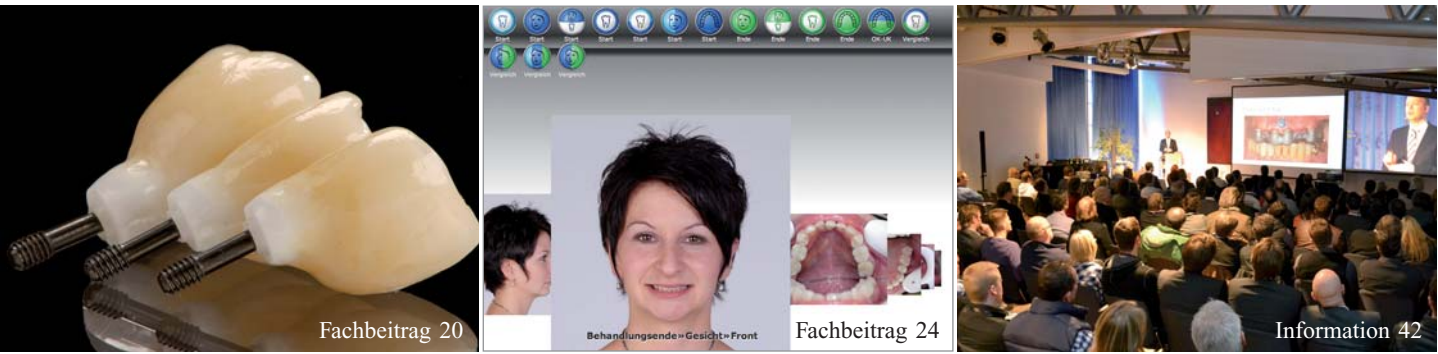 Fachbeitrag 20
Start Start Start Start Start Start Start Ende Ende Ende Ende OK-UK Vergleich
Vergleich Vergleich Vergleich
Behandlungsende»Gesicht»Front
Fachbeitrag 24
Information 42